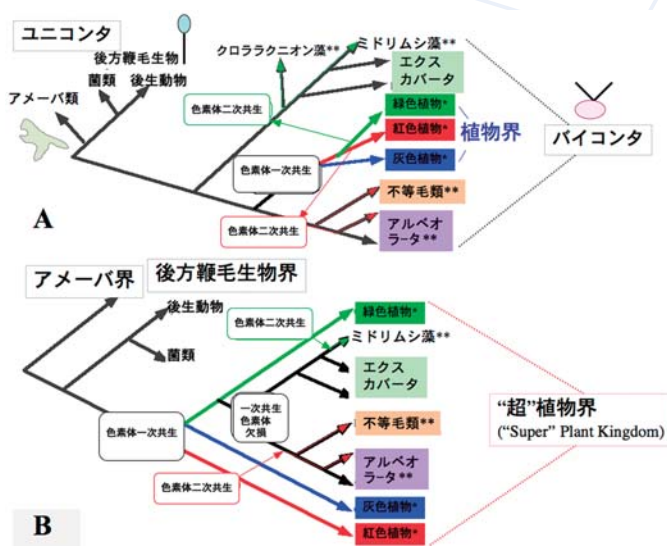 ユニコンタ
後方鞭毛生物
菌類 後生動物
アメーバ類
クロララクニオン藻**
ミドリムシ藻**
エクス
カバータ
色素体二次共生
緑色植物*
紅色植物*
植物界
灰色植物*
バイコンタ
色素体一次共生
不等毛類**
色素体二次共生
アルベオ
ラータ**
A
アメーバ界
後方鞭毛生物界
後生動物
菌類
色素体二次共生
緑色植物*
ミドリムシ藻**
エクス
カバータ
一次共生
色素体
欠損
色素体一次共生
不等毛類**
アルベオ
ラータ**
色素体二次共生
灰色植物*
紅色植物*
“超”植物界
(“Super” Plant Kingdom)
B